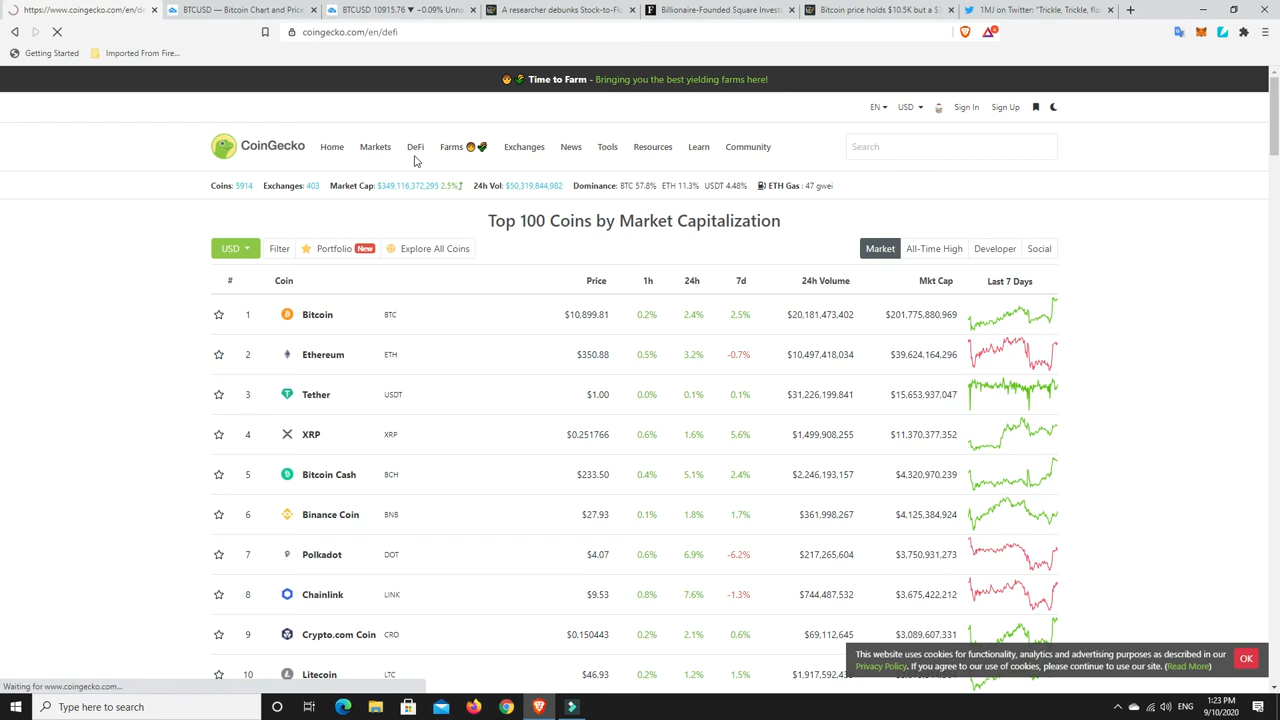 https://www.coingecko.com/en/de
BTCUSD — Bitcoin Chart and Price
BTCUSD 10915.76 ▼ −0.09% Unna
A researcher debunks Stock-to-Fl
Billionaire-Founded Square Invest
Bitcoin price holds $10.5K but a $3
1MJ on Twitter: "Trickle, Trickle, flo
coingecko.com/en/defi
Getting Started Imported From Fire...
Time to Farm - Bringing you the best yielding farms here!
EN USD Sign In Sign Up
CoinGecko Home Markets DeFi Farms Exchanges News Tools Resources Learn Community Search
Coins: 5914 Exchanges: 403 Market Cap: $349,116,372,295 2.5% 24h Vol: $50,319,844,982 Dominance: BTC 57.8% ETH 11.3% USDT 4.48% ETH Gas : 47 gwei
Top 100 Coins by Market Capitalization
USD Filter Portfolio New Explore All Coins Market All-Time High Developer Social
# Coin Price 1h 24h 7d 24h Volume Mkt Cap Last 7 Days
1 Bitcoin BTC $10,899.81 0.2% 2.4% 2.5% $20,181,473,402 $201,775,880,969
2 Ethereum ETH $350.88 0.5% 3.2% -0.7% $10,497,418,034 $39,624,164,296
3 Tether USDT $1.00 0.0% 0.1% 0.1% $31,226,199,841 $15,653,937,047
4 XRP XRP $0.251766 0.6% 1.6% 5.6% $1,499,908,255 $11,370,377,352
5 Bitcoin Cash BCH $233.50 0.4% 5.1% 2.4% $2,246,193,157 $4,320,970,239
6 Binance Coin BNB $27.93 0.1% 1.8% 1.7% $361,998,267 $4,125,384,924
7 Polkadot DOT $4.07 0.6% 6.9% -6.2% $217,265,604 $3,750,931,273
8 Chainlink LINK $9.53 0.8% 7.6% -1.3% $744,487,532 $3,675,422,212
9 Crypto.com Coin CRO $0.150443 0.2% 2.1% 0.6% $69,112,645 $3,089,607,331
10 Litecoin LTC $46.93 0.2% 1.2% 1.5%
This website uses cookies for functionality, analytics and advertising purposes as described in our
Privacy Policy. If you agree to our use of cookies, please continue to use our site. (Read More)
OK
Waiting for www.coingecko.com...
Type here to search
ENG
1:23 PM
9/10/2020